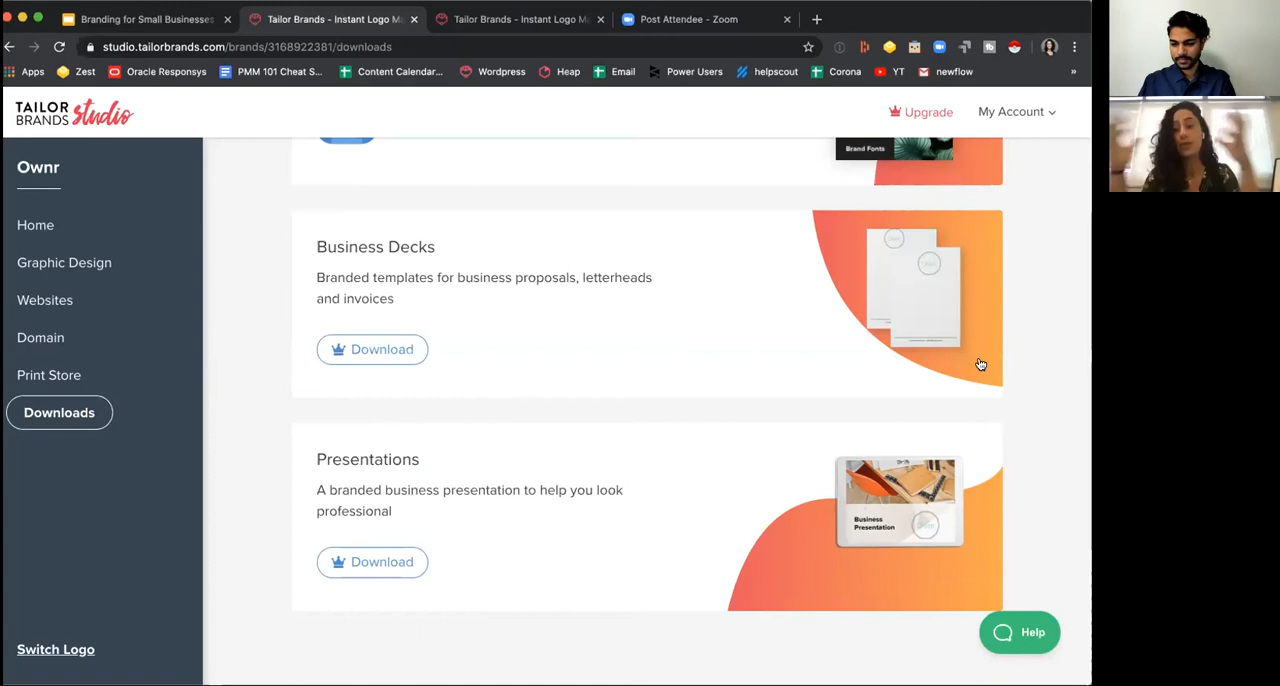 Branding for Small Businesses
Tailor Brands - Instant Logo Ma
Tailor Brands - Instant Logo M
Post Attendee - Zoom
studio.tailorbrands.com/brands/3168922381/downloads
Apps
Zest
Oracle Responsys
PMM 101 Cheat S...
Content Calendar...
Wordpress
Heap
Email
Power Users
helpscout
Corona
YT
newflow
»
TAILOR
BRANDS studio
Upgrade
My Account
Ownr
Home
Graphic Design
Websites
Domain
Print Store
Downloads
Switch Logo
Brand Fonts
Business Decks
Branded templates for business proposals, letterheads
and invoices
Download
Presentations
A branded business presentation to help you look
professional
Download
Business
Presentation
Help